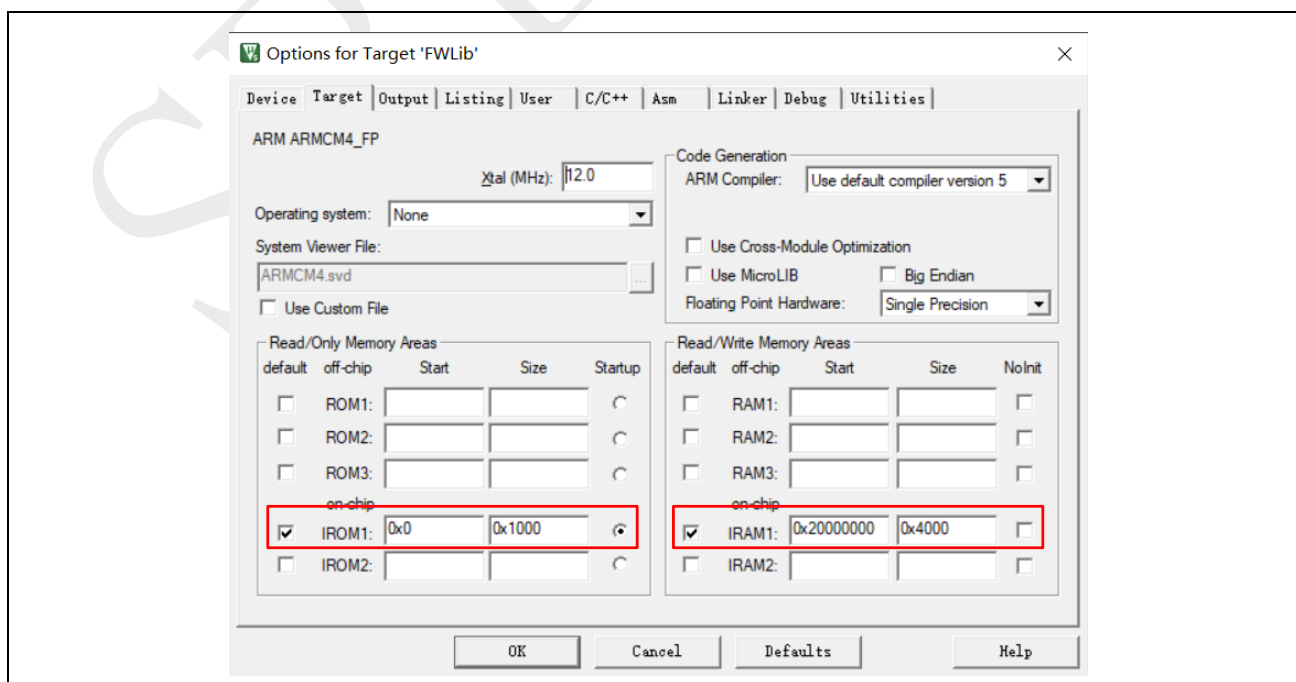 Options for Target 'FWLib'
Device Target Output Listing User C/C++ Asm Linker Debug Utilities
ARM ARMCM4_FP
Xtal (MHz): 12.0
Operating system: None
System Viewer File:
ARMCM4.svd
...
Use Custom File
Code Generation
ARM Compiler: Use default compiler version 5
Use Cross-Module Optimization
Use MicroLIB Big Endian
Floating Point Hardware: Single Precision
Read/Only Memory Areas
default off-chip Start Size Startup
ROM1:
ROM2:
ROM3:
on-chip
IROM1: 0x0 0x1000
IROM2:
Read/Write Memory Areas
default off-chip Start Size NoInit
RAM1:
RAM2:
RAM3:
on-chip
IRAM1: 0x20000000 0x4000
IRAM2:
OK Cancel Defaults Help